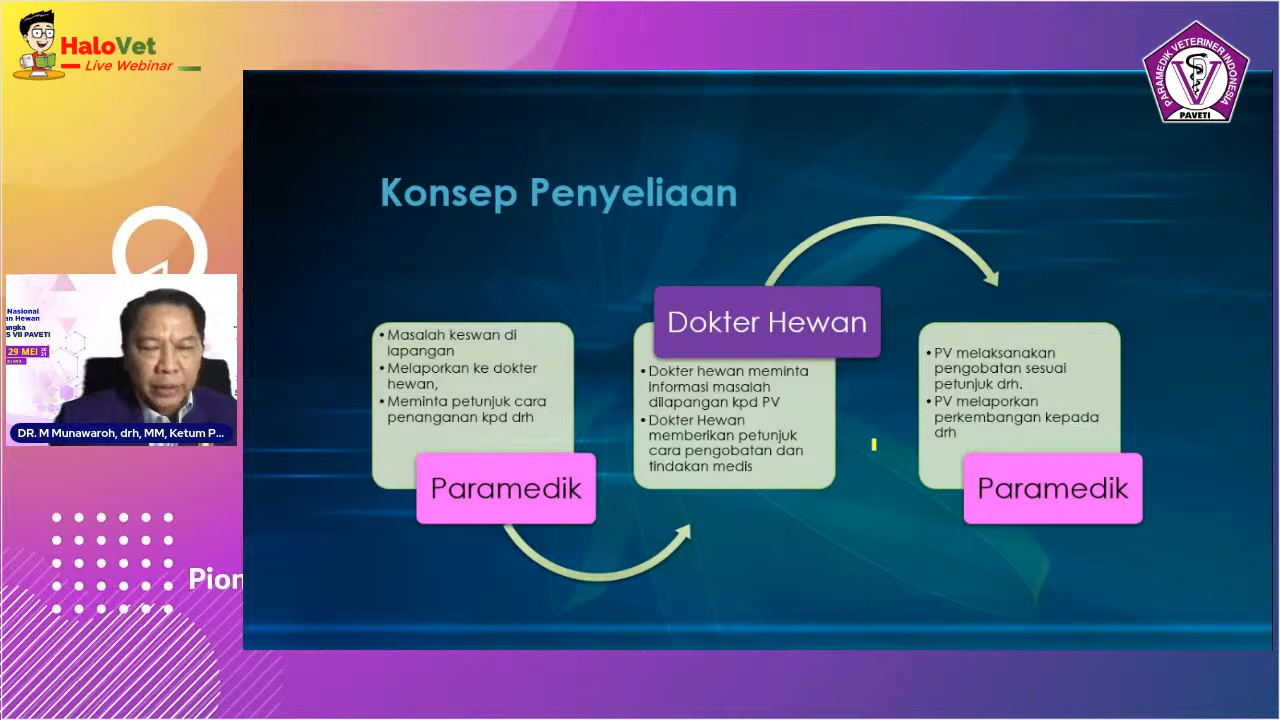 HaloVet
Live Webinar
PARAMEDIK VETERINER INDONESIA
V
PAVETI
Konsep Penyeliaan
• Masalah keswan di
lapangan
• Melaporkan ke dokter
hewan,
• Meminta petunjuk cara
penanganan kpd drh
Paramedik
Dokter Hewan
• Dokter hewan meminta
informasi masalah
dilapangan kpd PV
• Dokter Hewan
memberikan petunjuk
cara pengobatan dan
tindakan medis
• PV melaksanakan
pengobatan sesuai
petunjuk drh.
• PV melaporkan
perkembangan kepada
drh
Paramedik
Nasional
an Hewan
angka
S VII PAVETI
29 MEI
DR. M Munawaroh, drh, MM, Ketum P...
Pion